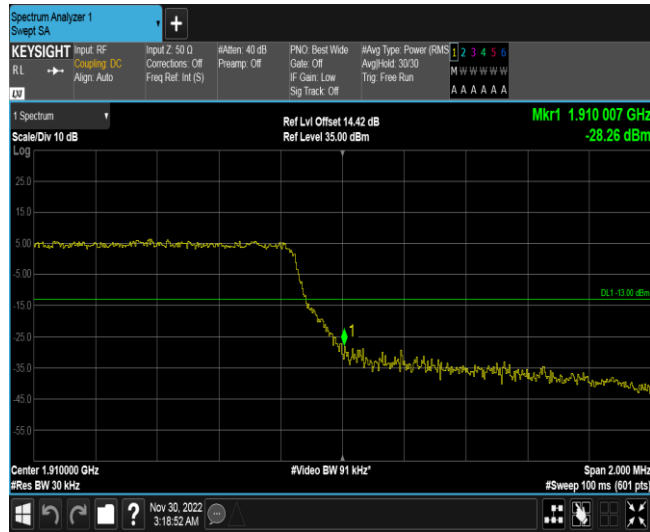 Spectrum Analyzer 1
Swept SA
+
KEYSIGHT
RL
LXI
Input: RF
Coupling: DC
Align: Auto
Input Z: 50 Ω
Corrections: Off
Freq Ref: Int (S)
#Atten: 40 dB
Preamp: Off
PNO: Best Wide
Gate: Off
IF Gain: Low
Sig Track: Off
#Avg Type: Power (RMS
Avg|Hold: 30/30
Trig: Free Run
1 2 3 4 5 6
M W W W W W
A A A A A A
1 Spectrum
Scale/Div 10 dB
Log
Ref Lvl Offset 14.42 dB
Ref Level 35.00 dBm
Mkr1 1.910 007 GHz
-28.26 dBm
25.0
15.0
5.00
-5.00
-15.0
-25.0
-35.0
-45.0
-55.0
DL1 -13.00 dBm
1
Center 1.910000 GHz
#Res BW 30 kHz
#Video BW 91 kHz*
Span 2.000 MHz
#Sweep 100 ms (601 pts)
?
Nov 30, 2022
3:18:52 AM